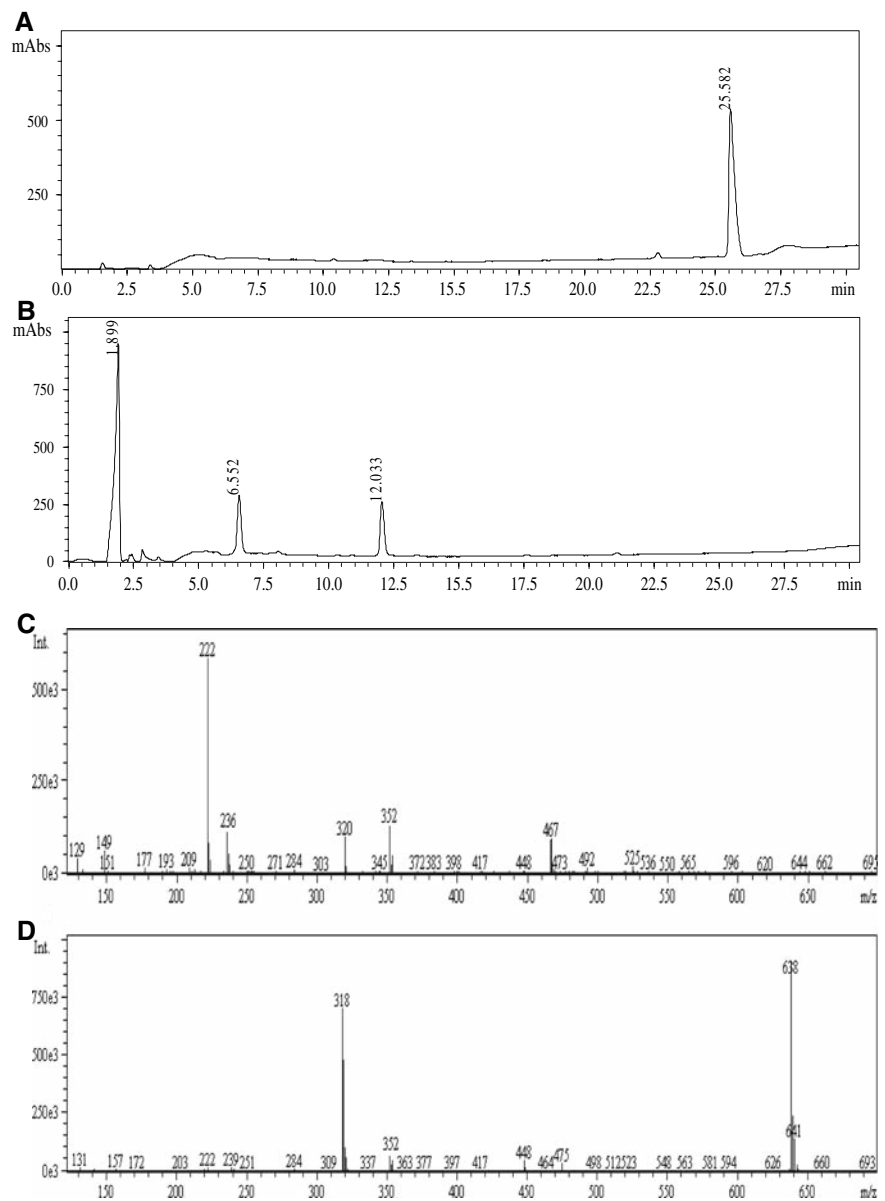 A
mAbs
25.582
500
250
0.0 2.5 5.0 7.5 10.0 12.5 15.0 17.5 20.0 22.5 25.0 27.5 min
B
mAbs
1.899
750
6.552
12.033
500
250
0
0.0 2.5 5.0 7.5 10.0 12.5 15.0 17.5 20.0 22.5 25.0 27.5 min
C
Int.
222
500e3
250e3
236
352
320
467
149
129
151 177 193 209 250 271 284 303 345 372 383 398 417 448 473 492 525 536 550 565 596 620 644 662 695
0e3
150 200 250 300 350 400 450 500 550 600 650 m/z
D
Int.
638
750e3
318
500e3
250e3
641
352
448
475
131 157 172 203 222 239 251 284 309 337 363 377 397 417 464 498 512 523 548 563 581 594 626 660 693
0e3
150 200 250 300 350 400 450 500 550 600 650 m/z